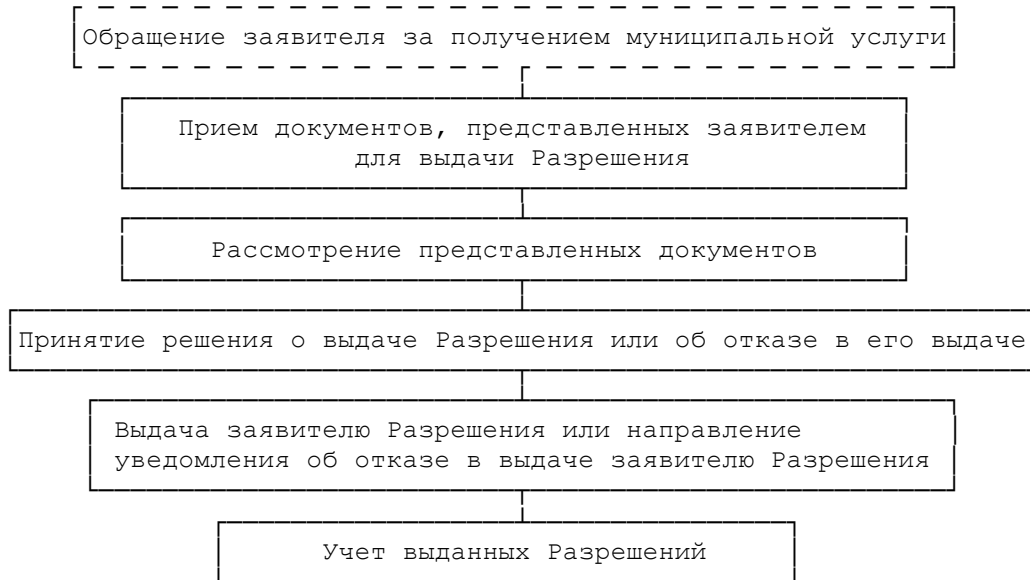 Обращение заявителя за получением муниципальной услуги
Прием документов, представленных заявителем
для выдачи Разрешения
Рассмотрение представленных документов
Принятие решения о выдаче Разрешения или об отказе в его выдаче
Выдача заявителю Разрешения или направление
уведомления об отказе в выдаче заявителю Разрешения
Учет выданных Разрешений